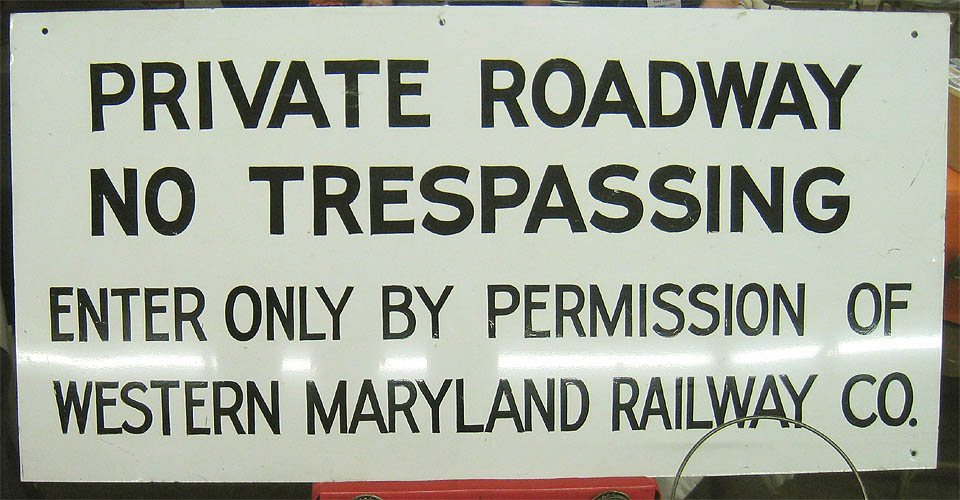 PRIVATE ROADWAY
NO TRESPASSING
ENTER ONLY BY PERMISSION OF
WESTERN MARYLAND RAILWAY CO.